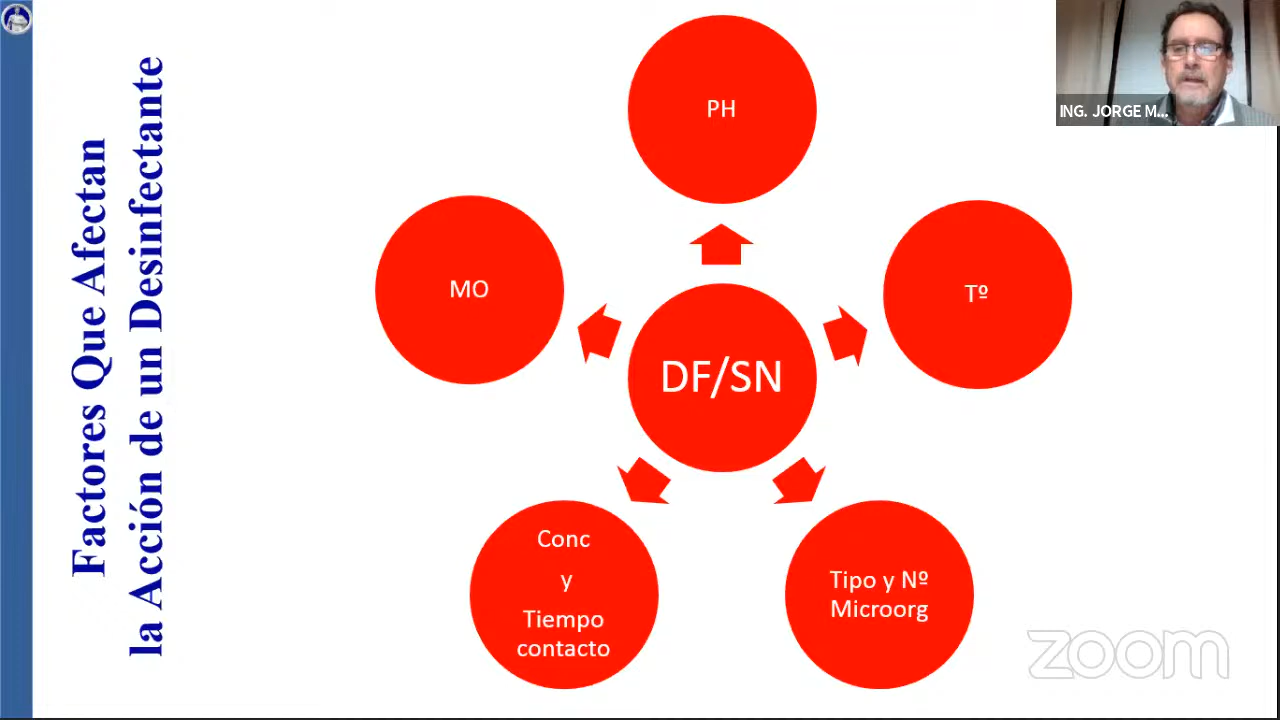 Factores Que Afectan
la Acción de un Desinfectante
PH
MO
Tº
DF/SN
Conc
y
Tiempo
contacto
Tipo y Nº
Microorg
ING. JORGE M...
zoom